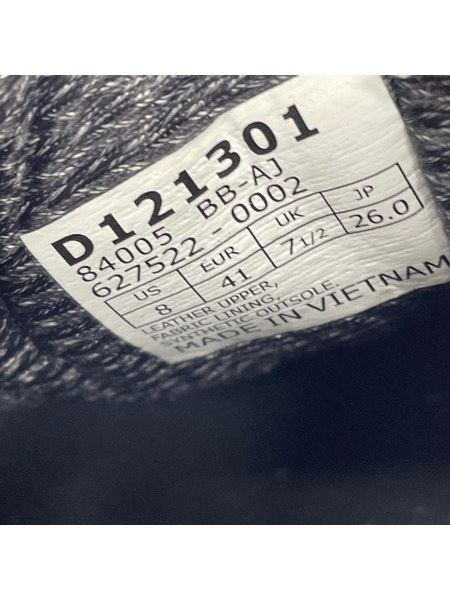 D121301
84005 BB-AJ
627522-0002
US EUR UK JP
8 41 7 1/2 26.0
LEATHER UPPER,
FABRIC LINING,
SYNTHETIC OUTSOLE.
MADE IN VIETNAM